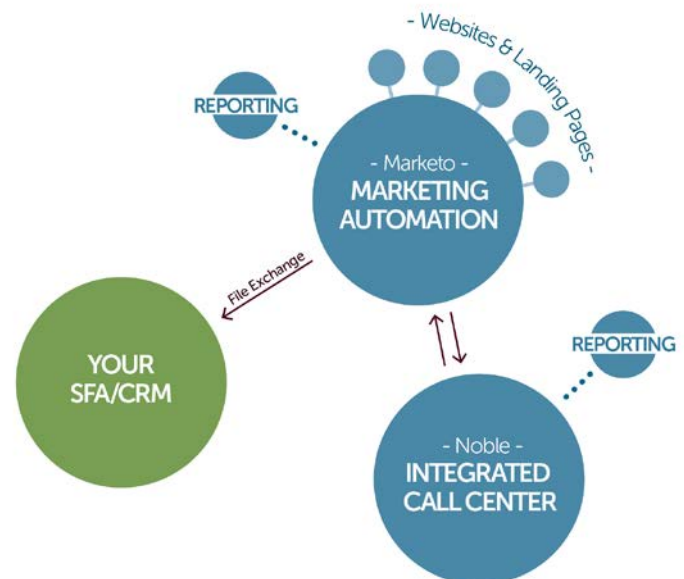 - Websites & Landing Pages -
REPORTING
- Marketo -
MARKETING
AUTOMATION
File Exchange
YOUR
SFA/CRM
REPORTING
- Noble -
INTEGRATED
CALL CENTER